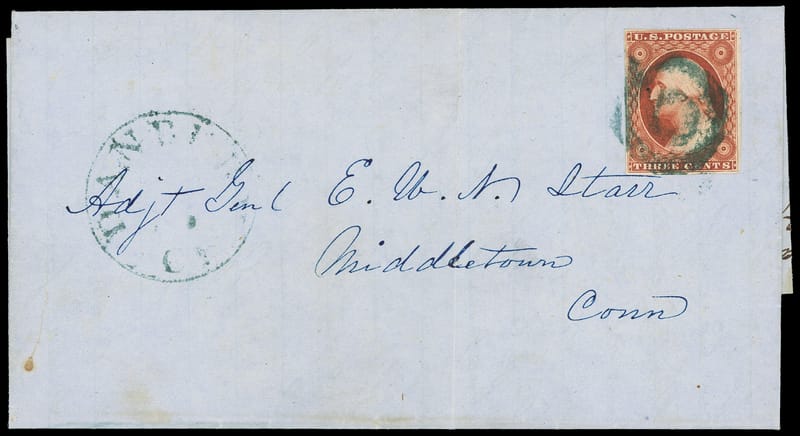 U.S. POSTAGE
THREE CENTS
Adjt Genl E. W. N. Starr
Middletown
Conn